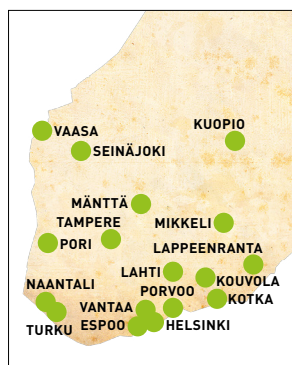 VAASA
KUOPIO
SEINÄJOKI
MÄNTTÄ
TAMPERE
MIKKELI
PORI
LAPPEENRANTA
NAANTALI
LAHTI
KOUVOLA
PORVOO
KOTKA
VANTAA
TURKU
ESPOO
HELSINKI